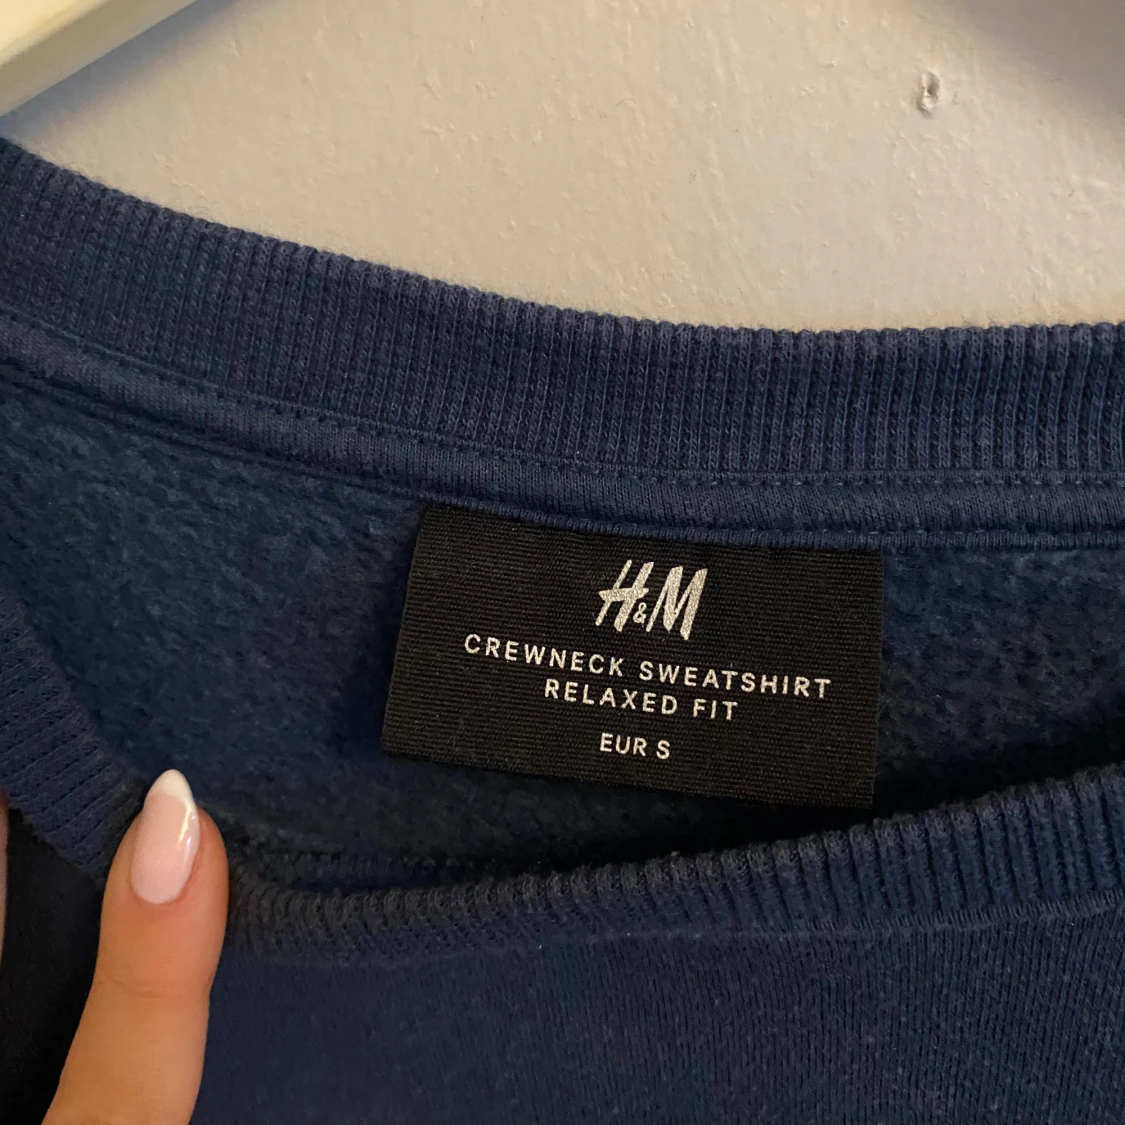 H&M
CREWNECK SWEATSHIRT
RELAXED FIT
EUR S